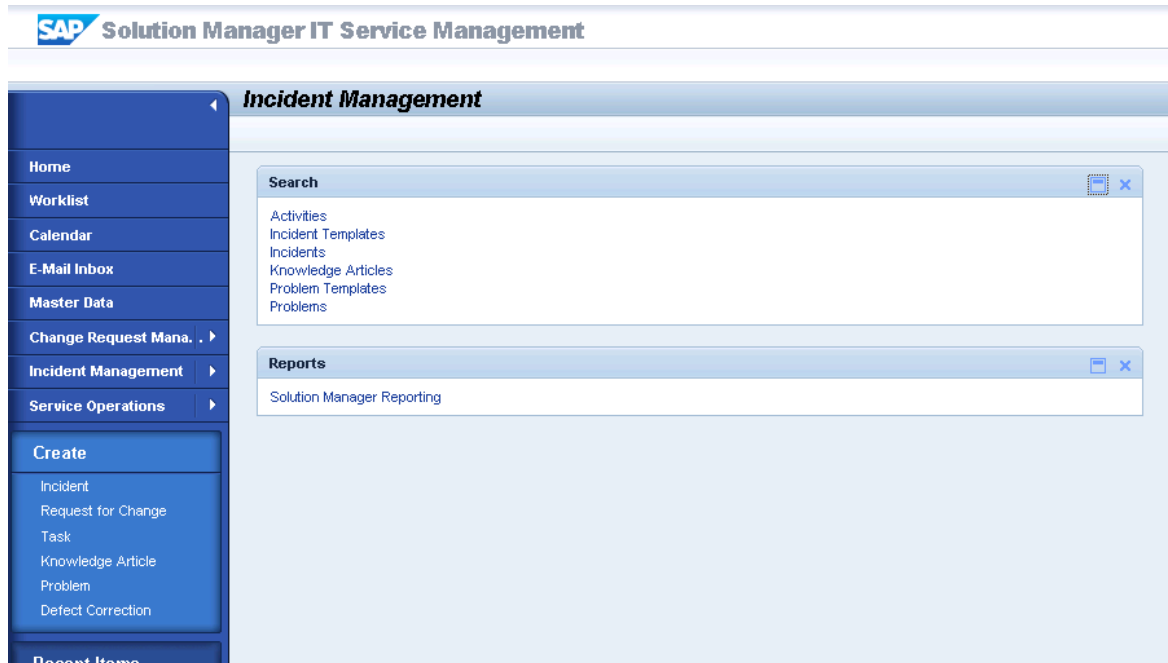 SAP Solution Manager IT Service Management
Incident Management
Home
Worklist
Calendar
E-Mail Inbox
Master Data
Change Request Mana. .
Incident Management
Service Operations
Create
Incident
Request for Change
Task
Knowledge Article
Problem
Defect Correction
Recent Items
Search
Activities
Incident Templates
Incidents
Knowledge Articles
Problem Templates
Problems
Reports
Solution Manager Reporting